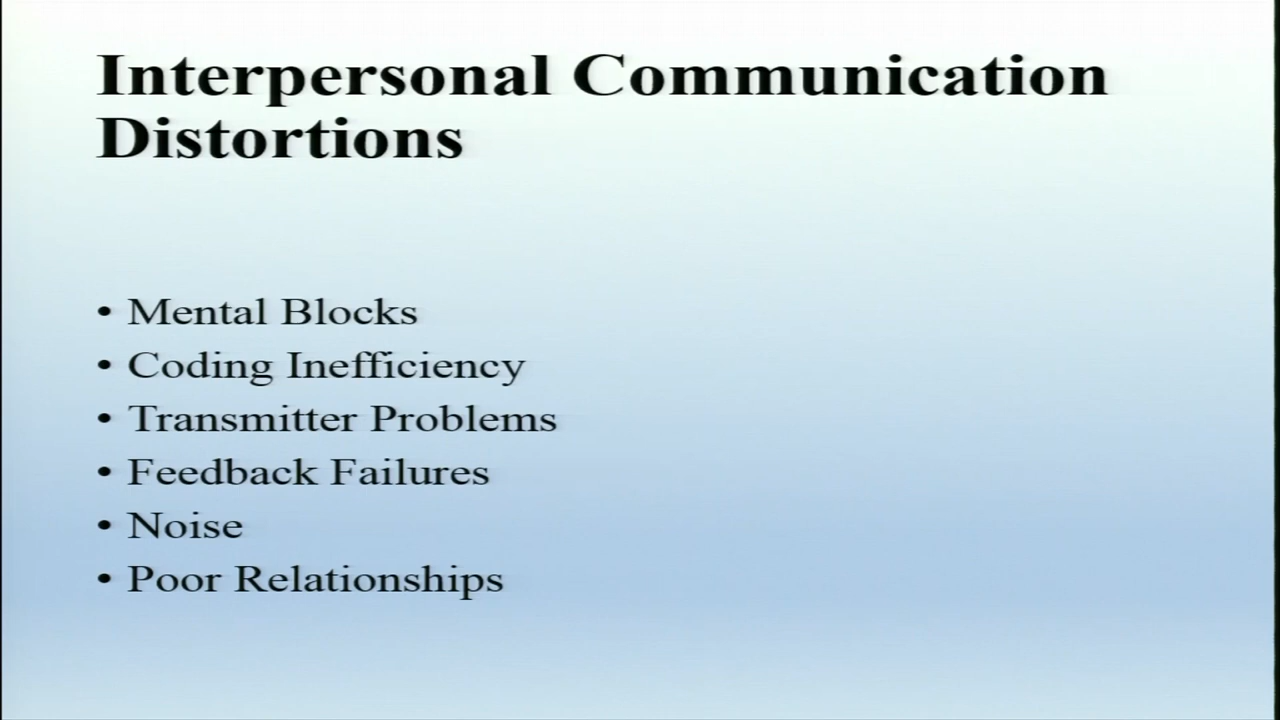 Interpersonal Communication
Distortions
• Mental Blocks
• Coding Inefficiency
• Transmitter Problems
• Feedback Failures
• Noise
• Poor Relationships